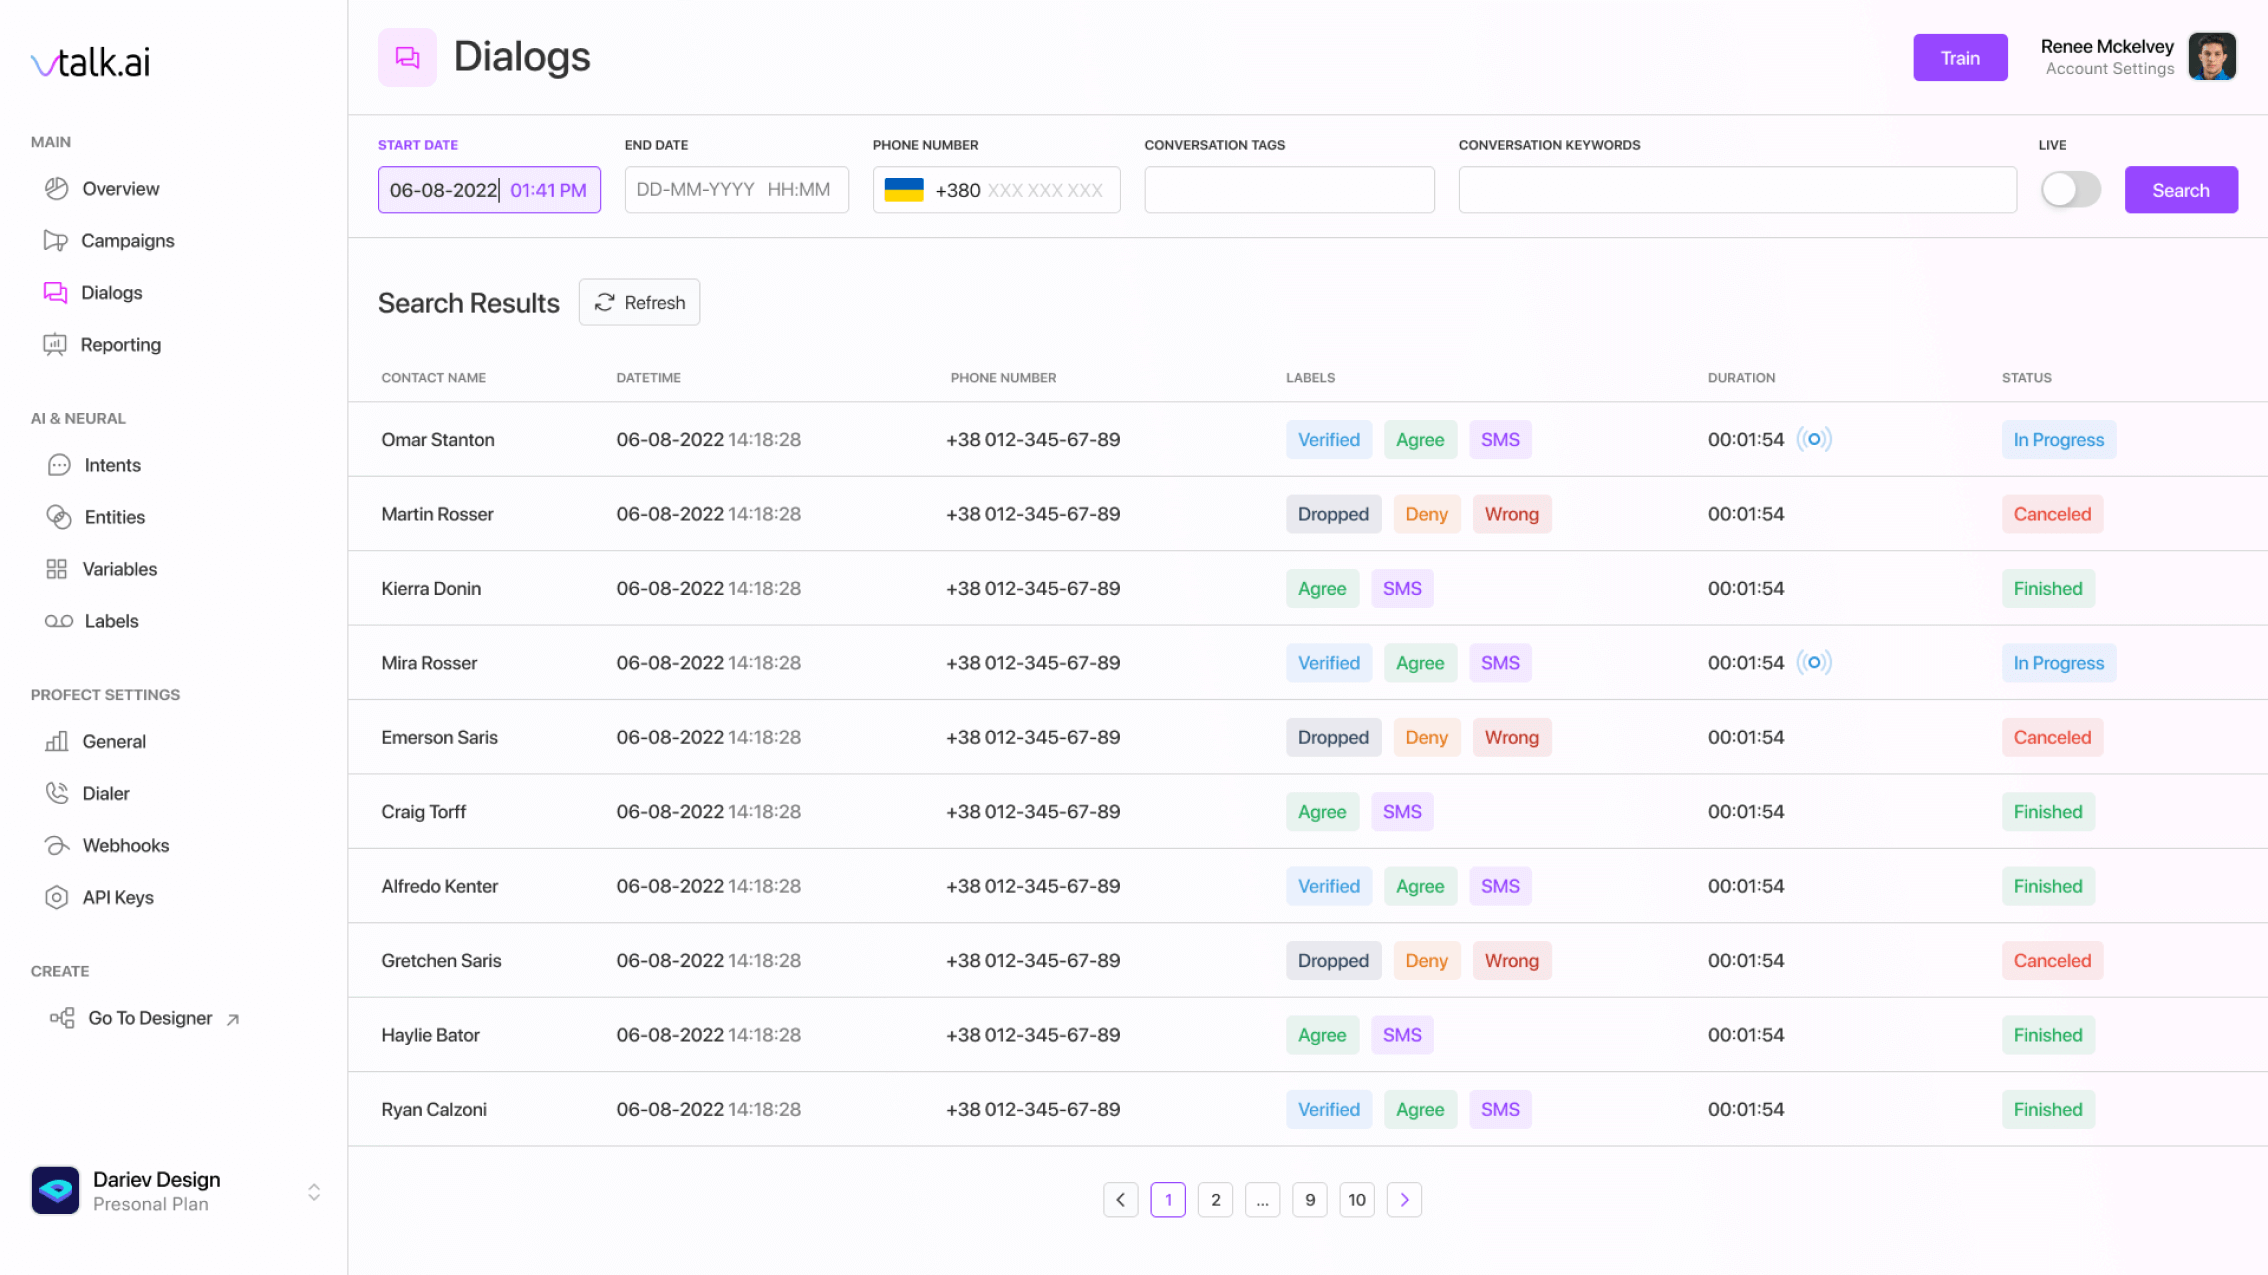 vtalk.ai
MAIN
Overview
Campaigns
Dialogs
Reporting
AI & NEURAL
Intents
Entities
Variables
Labels
PROFECT SETTINGS
General
Dialer
Webhooks
API Keys
CREATE
Go To Designer
Dariev Design
Presonal Plan
Dialogs
Train
Renee Mckelvey
Account Settings
START DATE END DATE PHONE NUMBER CONVERSATION TAGS CONVERSATION KEYWORDS LIVE
06-08-2022 01:41 PM DD-MM-YYYY HH:MM +380 XXX XXX XXX Search
Search Results Refresh
CONTACT NAME DATETIME PHONE NUMBER LABELS DURATION STATUS
Omar Stanton 06-08-2022 14:18:28 +38 012-345-67-89 Verified Agree SMS 00:01:54 In Progress
Martin Rosser 06-08-2022 14:18:28 +38 012-345-67-89 Dropped Deny Wrong 00:01:54 Canceled
Kierra Donin 06-08-2022 14:18:28 +38 012-345-67-89 Agree SMS 00:01:54 Finished
Mira Rosser 06-08-2022 14:18:28 +38 012-345-67-89 Verified Agree SMS 00:01:54 In Progress
Emerson Saris 06-08-2022 14:18:28 +38 012-345-67-89 Dropped Deny Wrong 00:01:54 Canceled
Craig Torff 06-08-2022 14:18:28 +38 012-345-67-89 Agree SMS 00:01:54 Finished
Alfredo Kenter 06-08-2022 14:18:28 +38 012-345-67-89 Verified Agree SMS 00:01:54 Finished
Gretchen Saris 06-08-2022 14:18:28 +38 012-345-67-89 Dropped Deny Wrong 00:01:54 Canceled
Haylie Bator 06-08-2022 14:18:28 +38 012-345-67-89 Agree SMS 00:01:54 Finished
Ryan Calzoni 06-08-2022 14:18:28 +38 012-345-67-89 Verified Agree SMS 00:01:54 Finished
1 2 ... 9 10